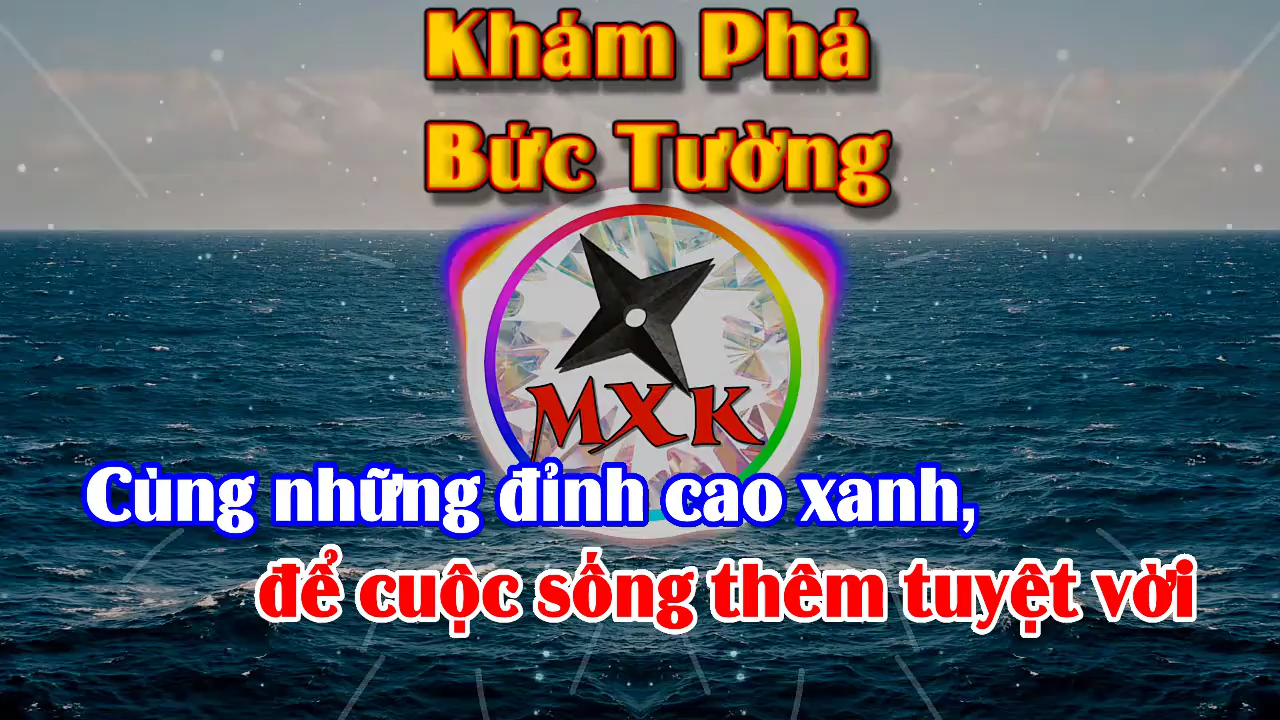 Khám Phá
Bức Tường
MXK
Cùng những đỉnh cao xanh,
để cuộc sống thêm tuyệt vời